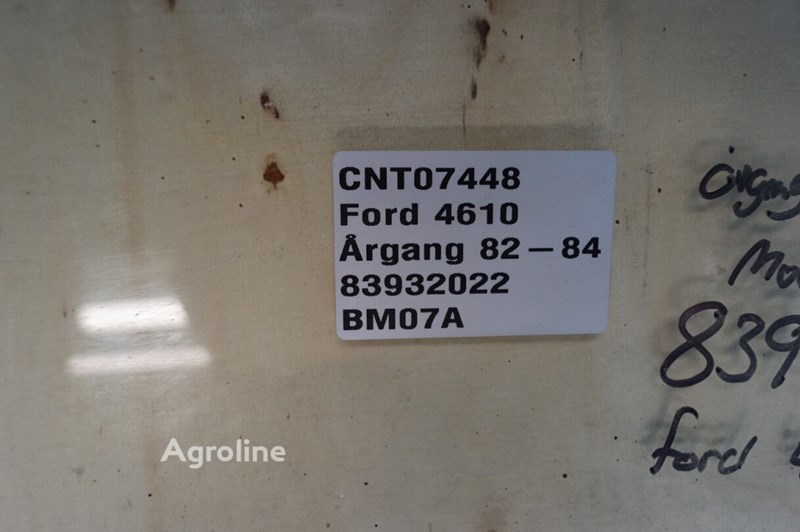 CNT07448
Ford 4610
Årgang 82 – 84
83932022
BM07A
839
ford
Agroline